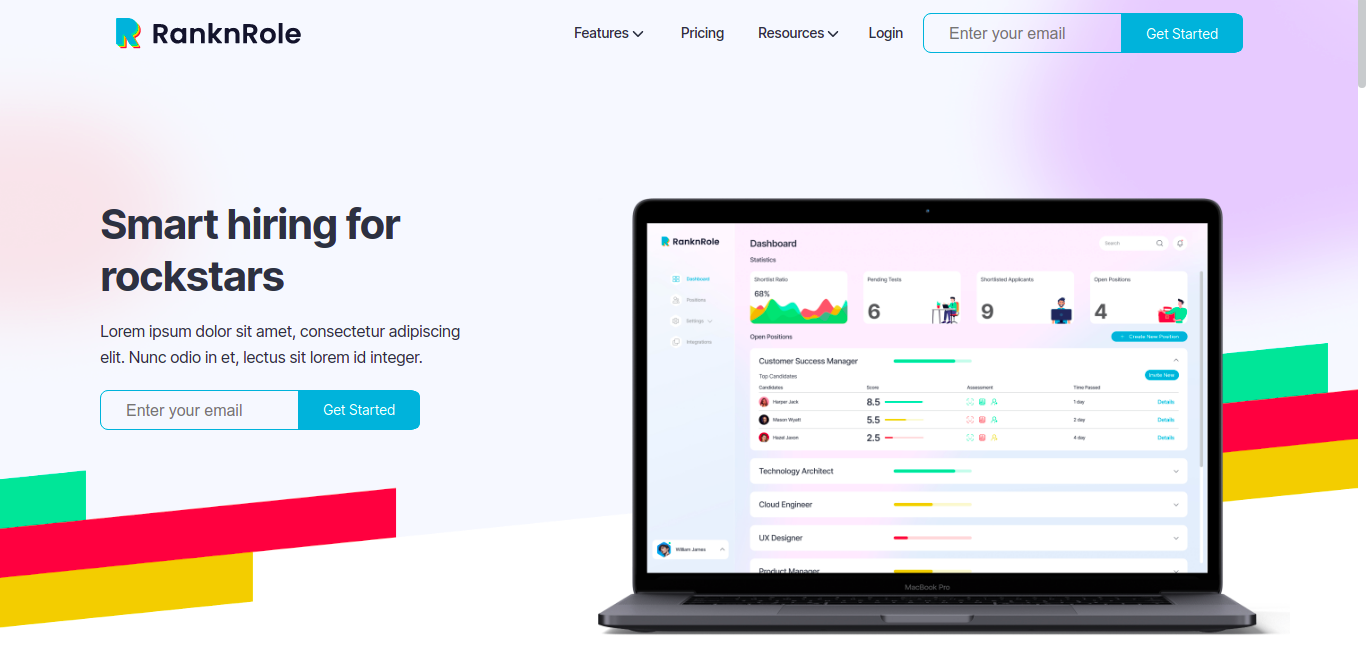 RanknRole
Features
Pricing
Resources
Login
Enter your email
Get Started
Smart hiring for
rockstars
Lorem ipsum dolor sit amet, consectetur adipiscing
elit. Nunc odio in et, lectus sit lorem id integer.
Enter your email
Get Started
RanknRole
Dashboard
Positions
Settings
Integrations
William James
Dashboard
Search
Statistics
Shortlist Ratio
68%
Pending Tests
6
Shortlisted Applicants
9
Open Positions
4
Open Positions
+ Create New Position
Customer Success Manager
Top Candidates
Invite New
Candidates Score Assessment Time Passed
Harper Jack 8.5 1 day Details
Mason Wyatt 5.5 2 day Details
Hazel Jaxon 2.5 4 day Details
Technology Architect
Cloud Engineer
UX Designer
Product Manager
MacBook Pro